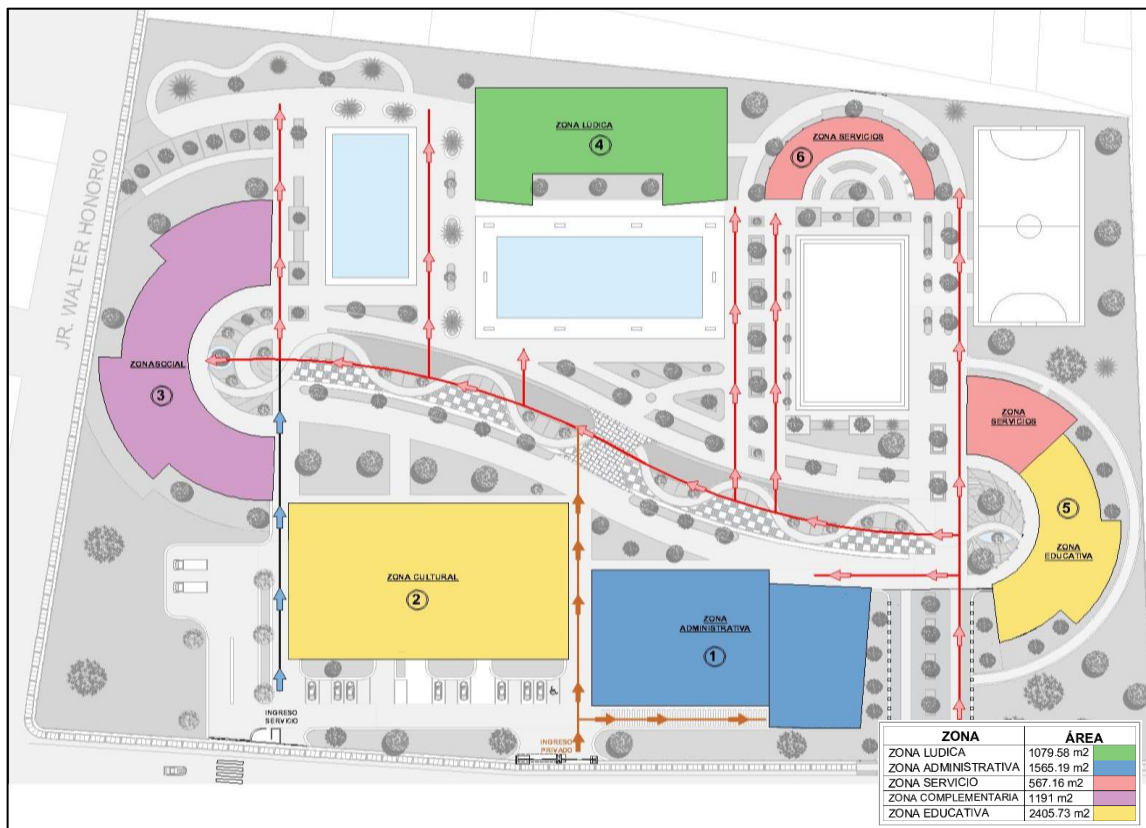 ZONA LÚDICA
4
ZONA SERVICIOS
6
JR. WALTER HONORIO
ZONASOCIAL
3
ZONA
SERVICIOS
5
ZONA
EDUCATIVA
ZONA CULTURAL
2
ZONA
ADMINISTRATIVA
1
INGRESO
SERVICIO
INGRESO
PRIVADO
ZONA ÁREA
ZONA LUDICA 1079.58 m2
ZONA ADMINISTRATIVA 1565.19 m2
ZONA SERVICIO 567.16 m2
ZONA COMPLEMENTARIA 1191 m2
ZONA EDUCATIVA 2405.73 m2